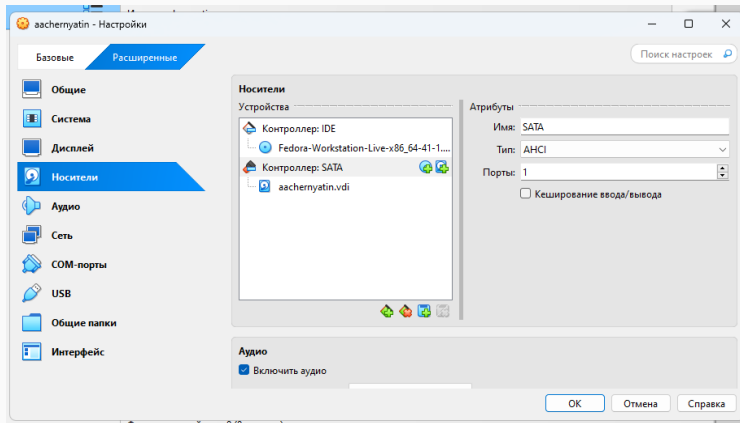 aachernyatin - Настройки
Базовые
Расширенные
Поиск настроек
Общие
Система
Дисплей
Носители
Аудио
Сеть
COM-порты
USB
Общие папки
Интерфейс
Носители
Устройства
Контроллер: IDE
Fedora-Workstation-Live-x86_64-41-1....
Контроллер: SATA
aachernyatin.vdi
Атрибуты
Имя: SATA
Тип: AHCI
Порты: 1
Кеширование ввода/вывода
Аудио
Включить аудио
OK
Отмена
Справка